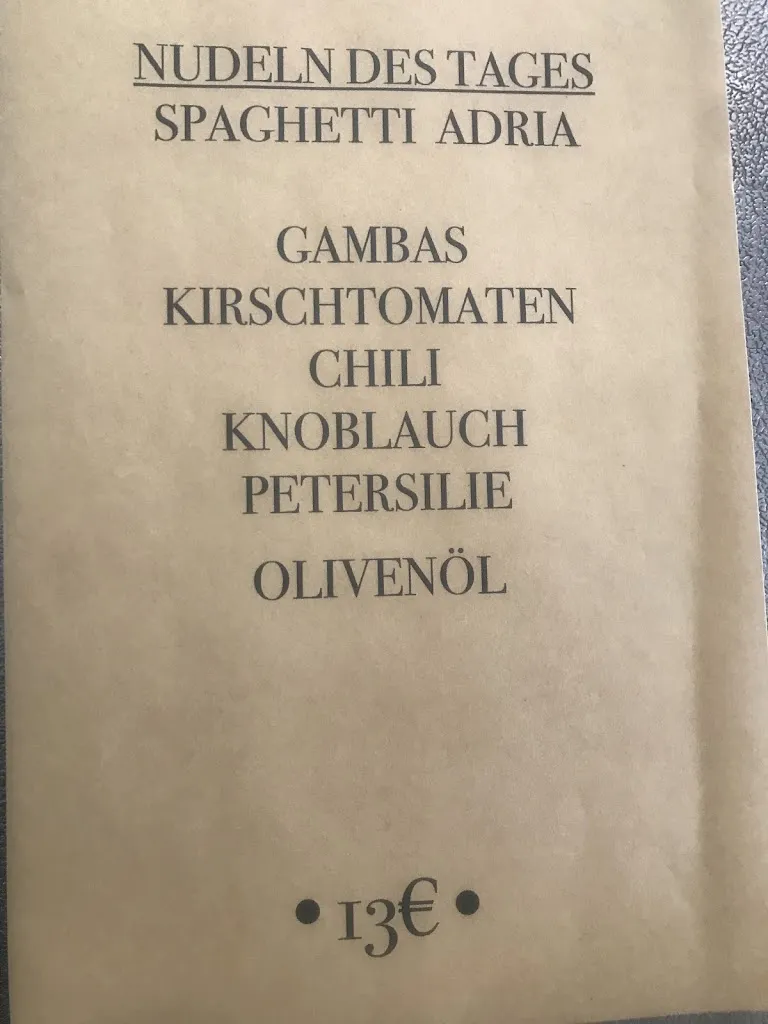 NUDELN DES TAGES
SPAGHETTI ADRIA
GAMBAS
KIRSCHTOMATEN
CHILI
KNOBLAUCH
PETERSILIE
OLIVENÖL
• 13€ •